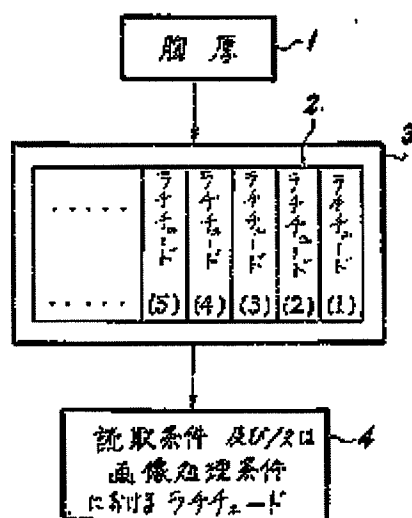 胸厚
1
2
3
ラチチュード
(1)
ラチチュード
(2)
ラチチュード
(3)
ラチチュード
(4)
ラチチュード
(5)
.....
.....
読取条件 及び/又は
画像処理条件
における ラチチュード
4